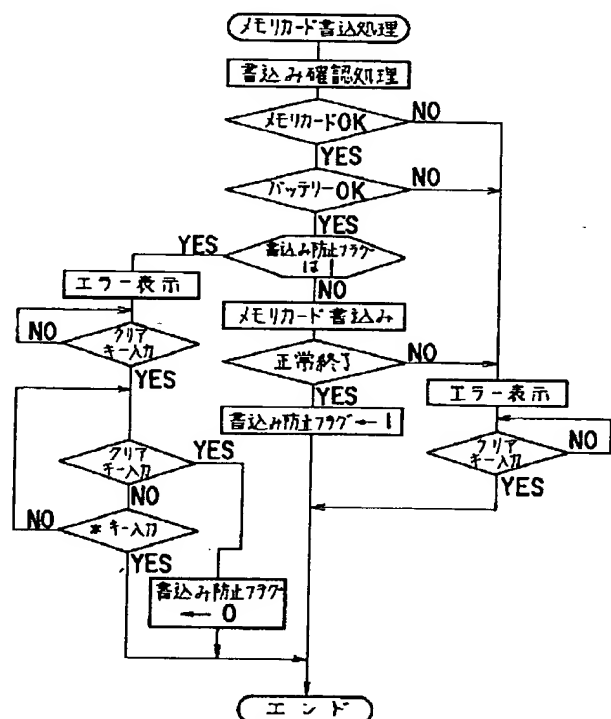 メモリカード書込処理
書込み確認処理
メモリカードOK
NO
YES
バッテリーOK
NO
YES
書込み防止フラグ
は1
YES
NO
エラー表示
メモリカード書込み
クリア
キー入力
NO
YES
正常終了
NO
YES
エラー表示
書込み防止フラグ←1
クリア
キー入力
NO
YES
クリア
キー入力
YES
NO
*キー入力
NO
YES
書込み防止フラグ
← 0
エンド